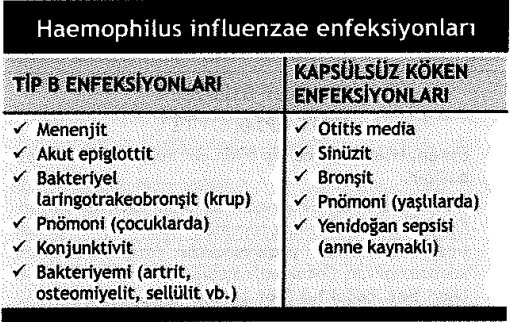 Haemophilus influenzae enfeksiyonları
TİP B ENFEKSİYONLARI
✓ Menenjit
✓ Akut epiglottit
✓ Bakteriyel
laringotrakeobronşit (krup)
✓ Pnömoni (çocuklarda)
✓ Konjunktivit
✓ Bakteriyemi (artrit,
osteomiyelit, sellülit vb.)
KAPSÜLSÜZ KÖKEN
ENFEKSİYONLARI
✓ Otitis media
✓ Sinüzit
✓ Bronşit
✓ Pnömoni (yaşlılarda)
✓ Yenidoğan sepsisi
(anne kaynaklı)